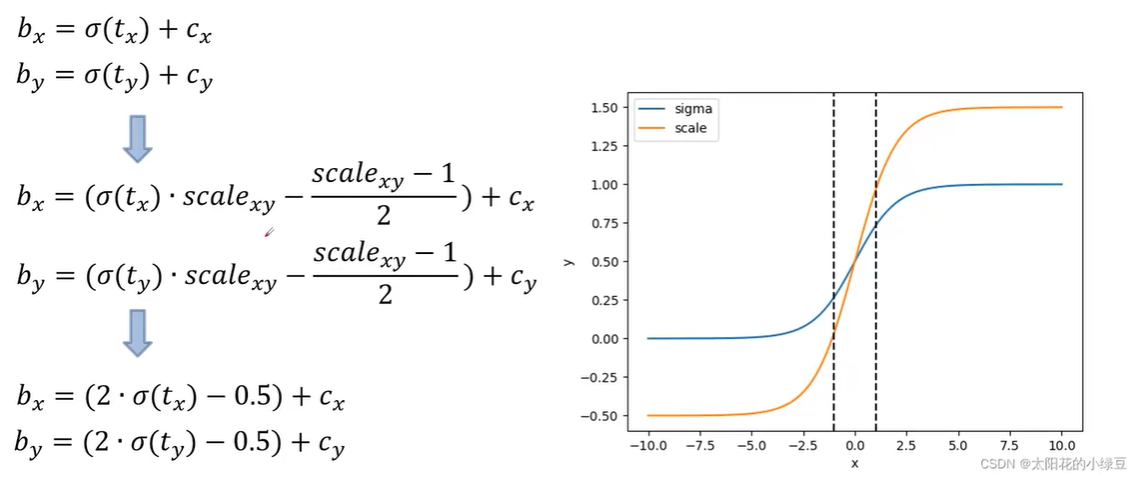 b_x = σ(t_x) + c_x
b_y = σ(t_y) + c_y
b_x = (σ(t_x) · scale_xy − (scale_xy − 1)/2) + c_x
b_y = (σ(t_y) · scale_xy − (scale_xy − 1)/2) + c_y
b_x = (2 · σ(t_x) − 0.5) + c_x
b_y = (2 · σ(t_y) − 0.5) + c_y
sigma
scale
1.50
1.25
1.00
0.75
0.50
0.25
0.00
−0.25
−0.50
y
−10.0 −7.5 −5.0 −2.5 0.0 2.5 5.0 7.5 10.0
x
CSDN @太阳花的小绿豆